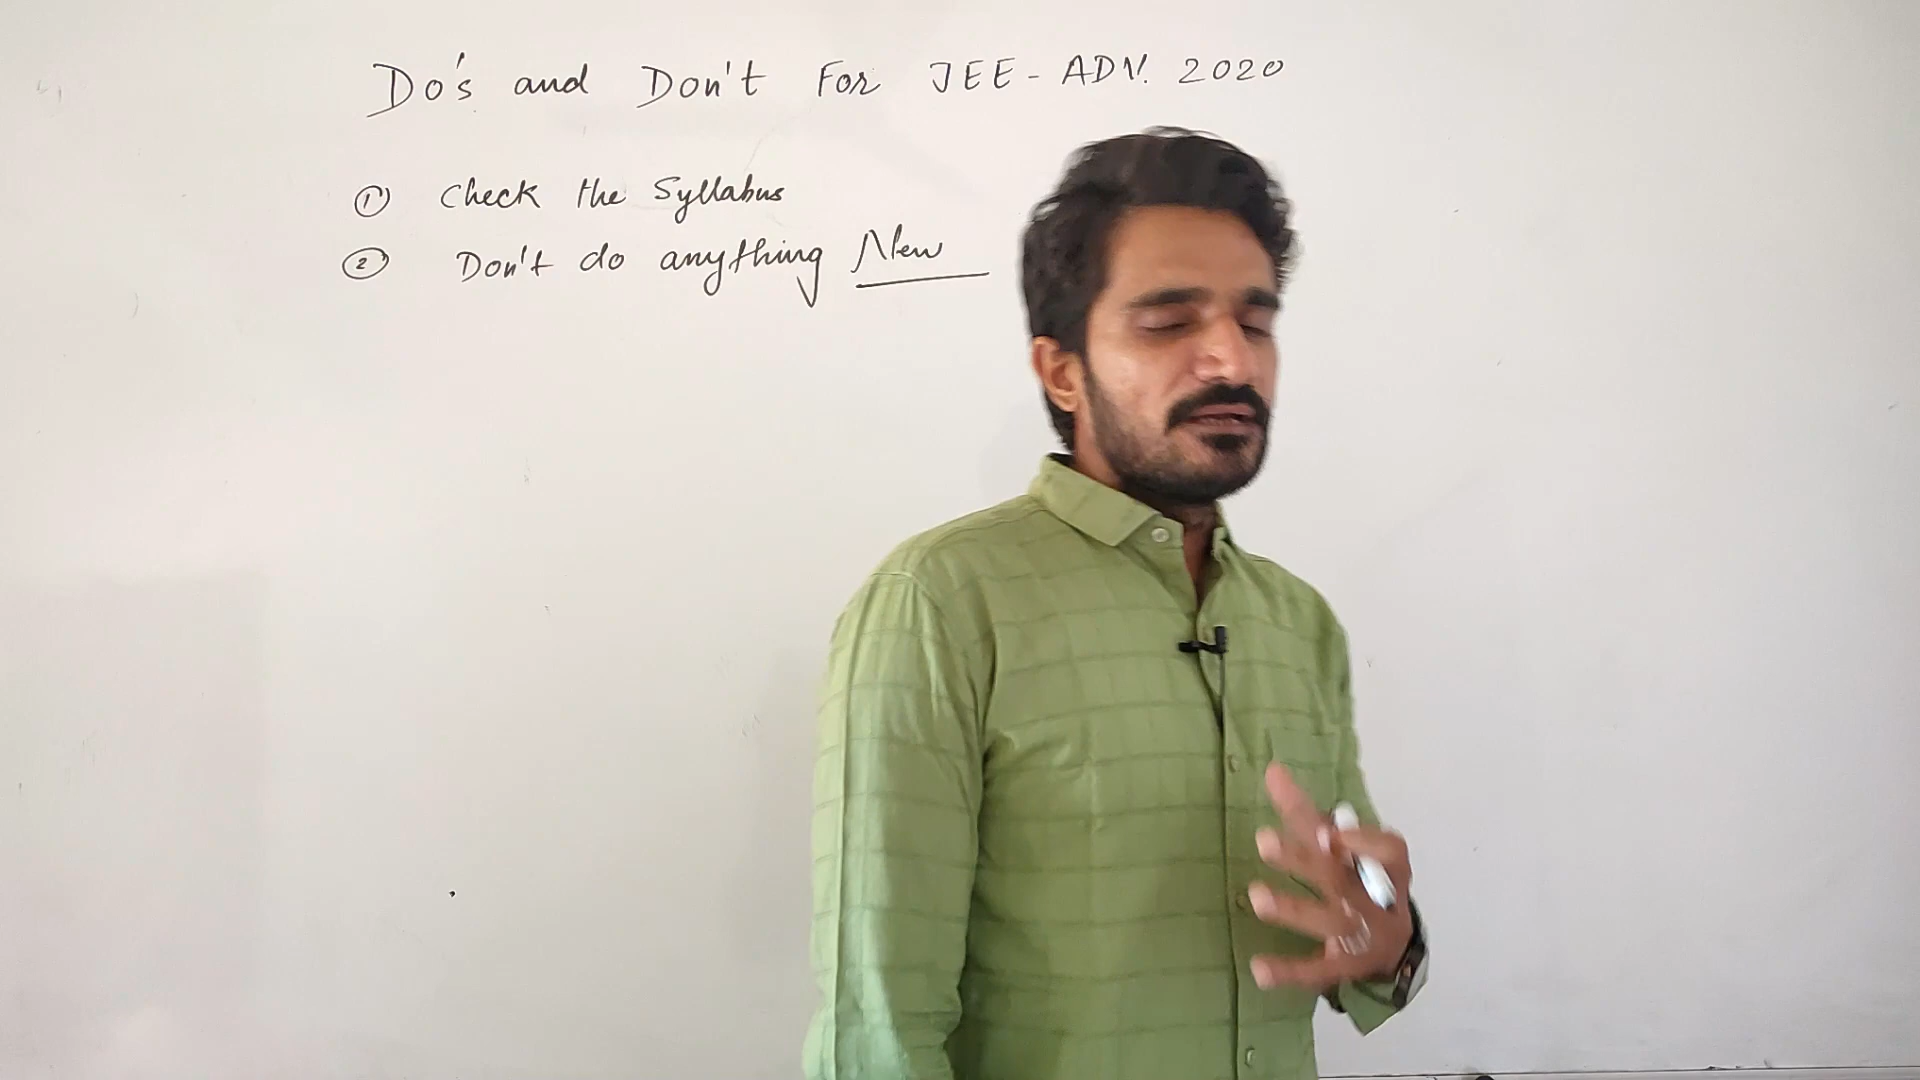 Do's and Don't For JEE - ADV. 2020
① Check the Syllabus
② Don't do anything New